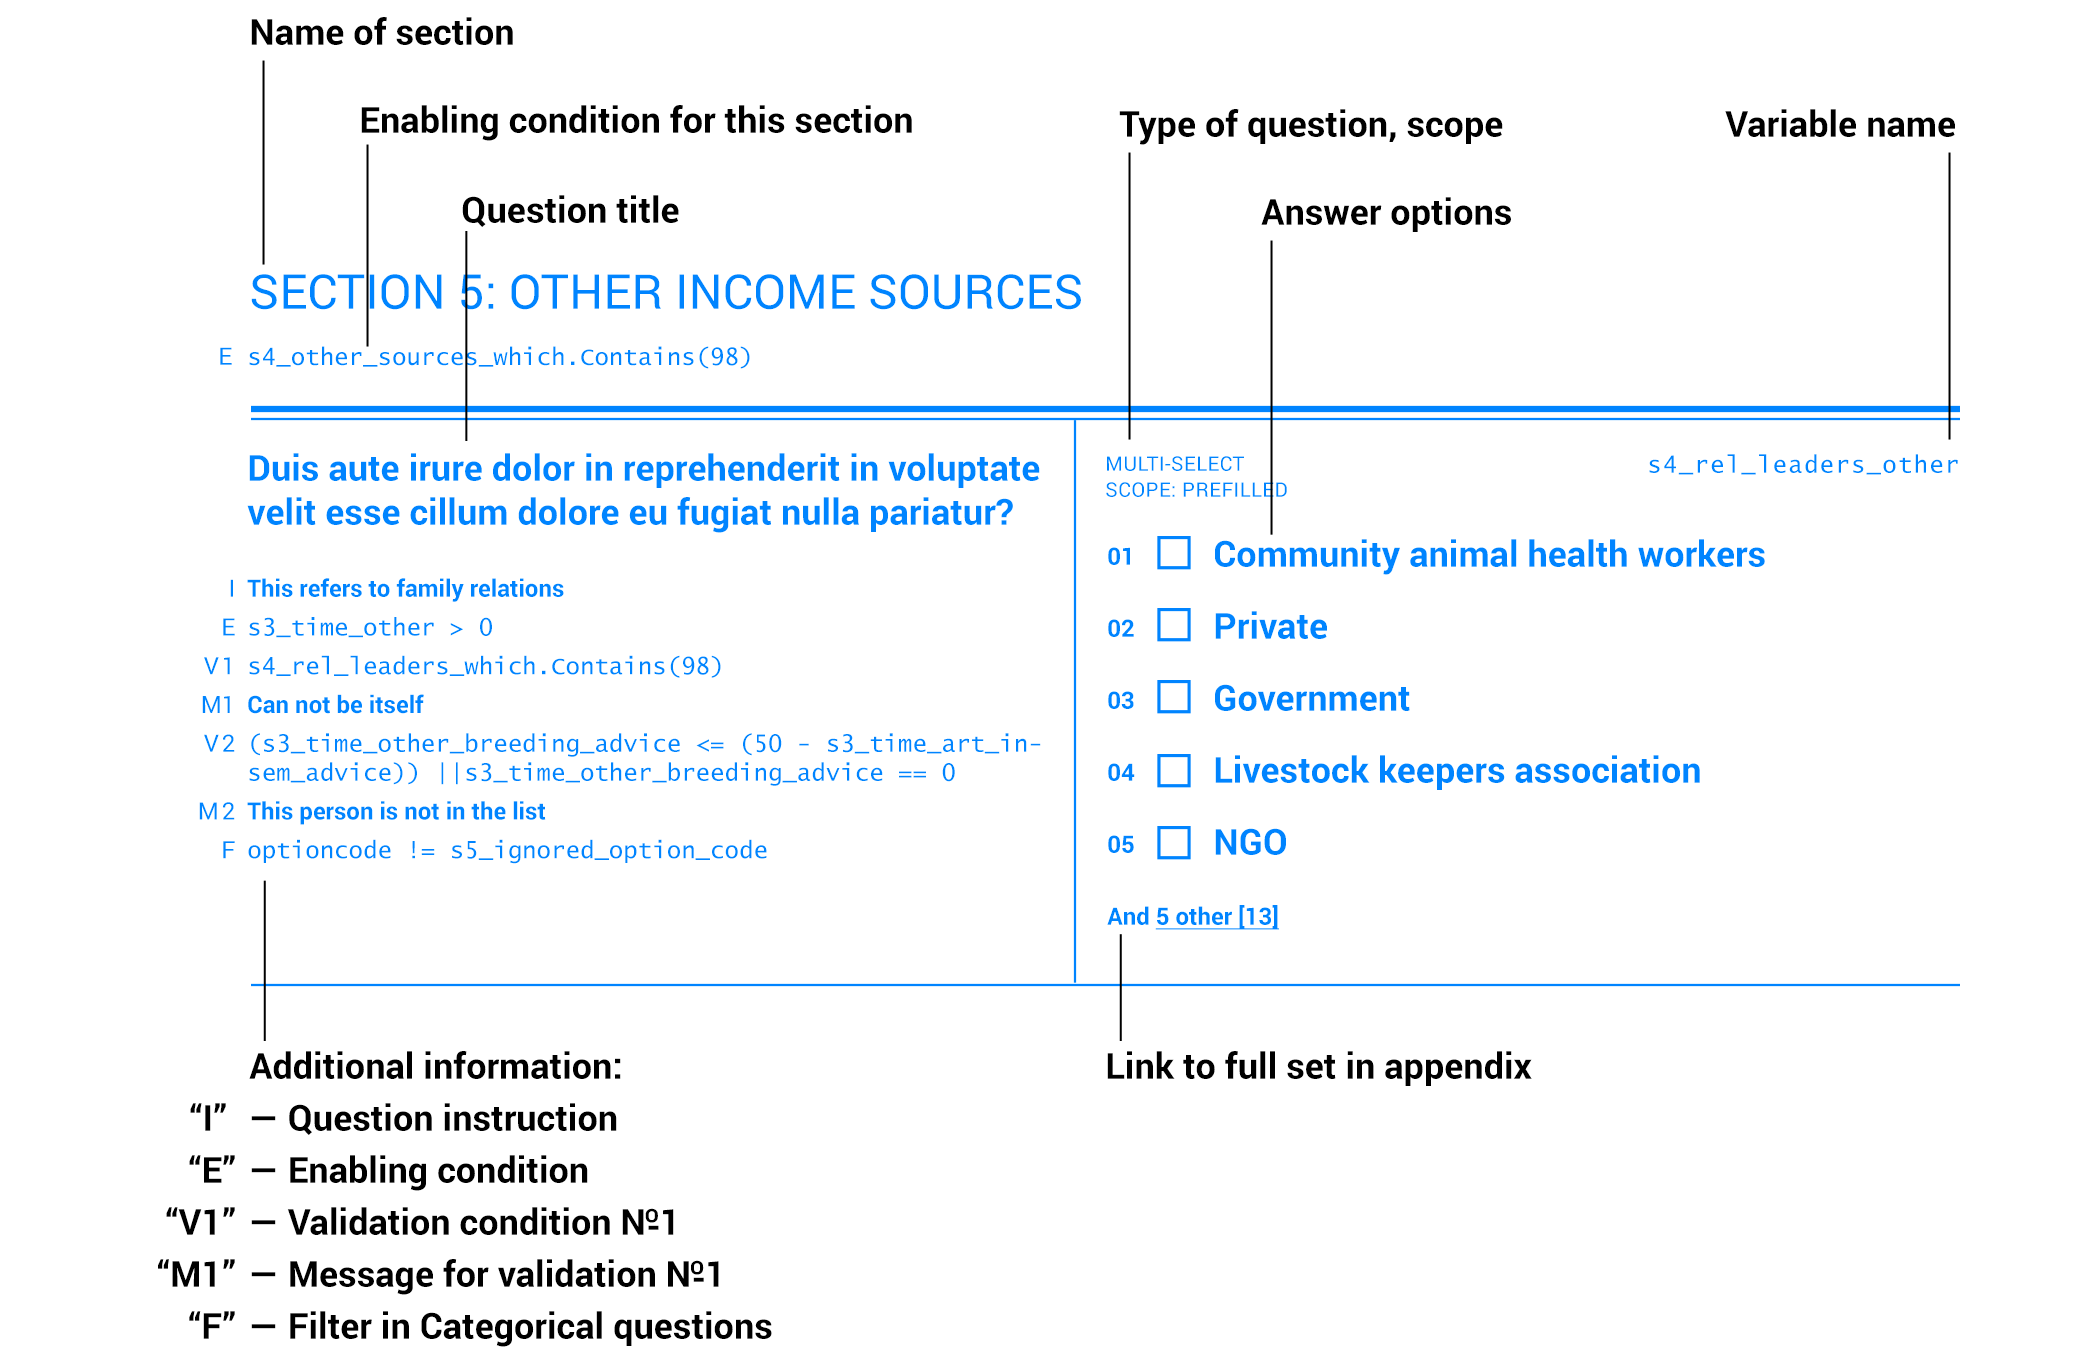 Name of section
Enabling condition for this section
Type of question, scope
Variable name
Question title
Answer options
SECTION 5: OTHER INCOME SOURCES
E s4_other_sources_which.Contains(98)
Duis aute irure dolor in reprehenderit in voluptate
velit esse cillum dolore eu fugiat nulla pariatur?
I This refers to family relations
E s3_time_other > 0
V1 s4_rel_leaders_which.Contains(98)
M1 Can not be itself
V2 (s3_time_other_breeding_advice <= (50 - s3_time_art_in-
sem_advice)) ||s3_time_other_breeding_advice == 0
M2 This person is not in the list
F optioncode != s5_ignored_option_code
MULTI-SELECT
SCOPE: PREFILLED
s4_rel_leaders_other
01 Community animal health workers
02 Private
03 Government
04 Livestock keepers association
05 NGO
And 5 other [13]
Additional information:
“I” — Question instruction
“E” — Enabling condition
“V1” — Validation condition №1
“M1” — Message for validation №1
“F” — Filter in Categorical questions
Link to full set in appendix